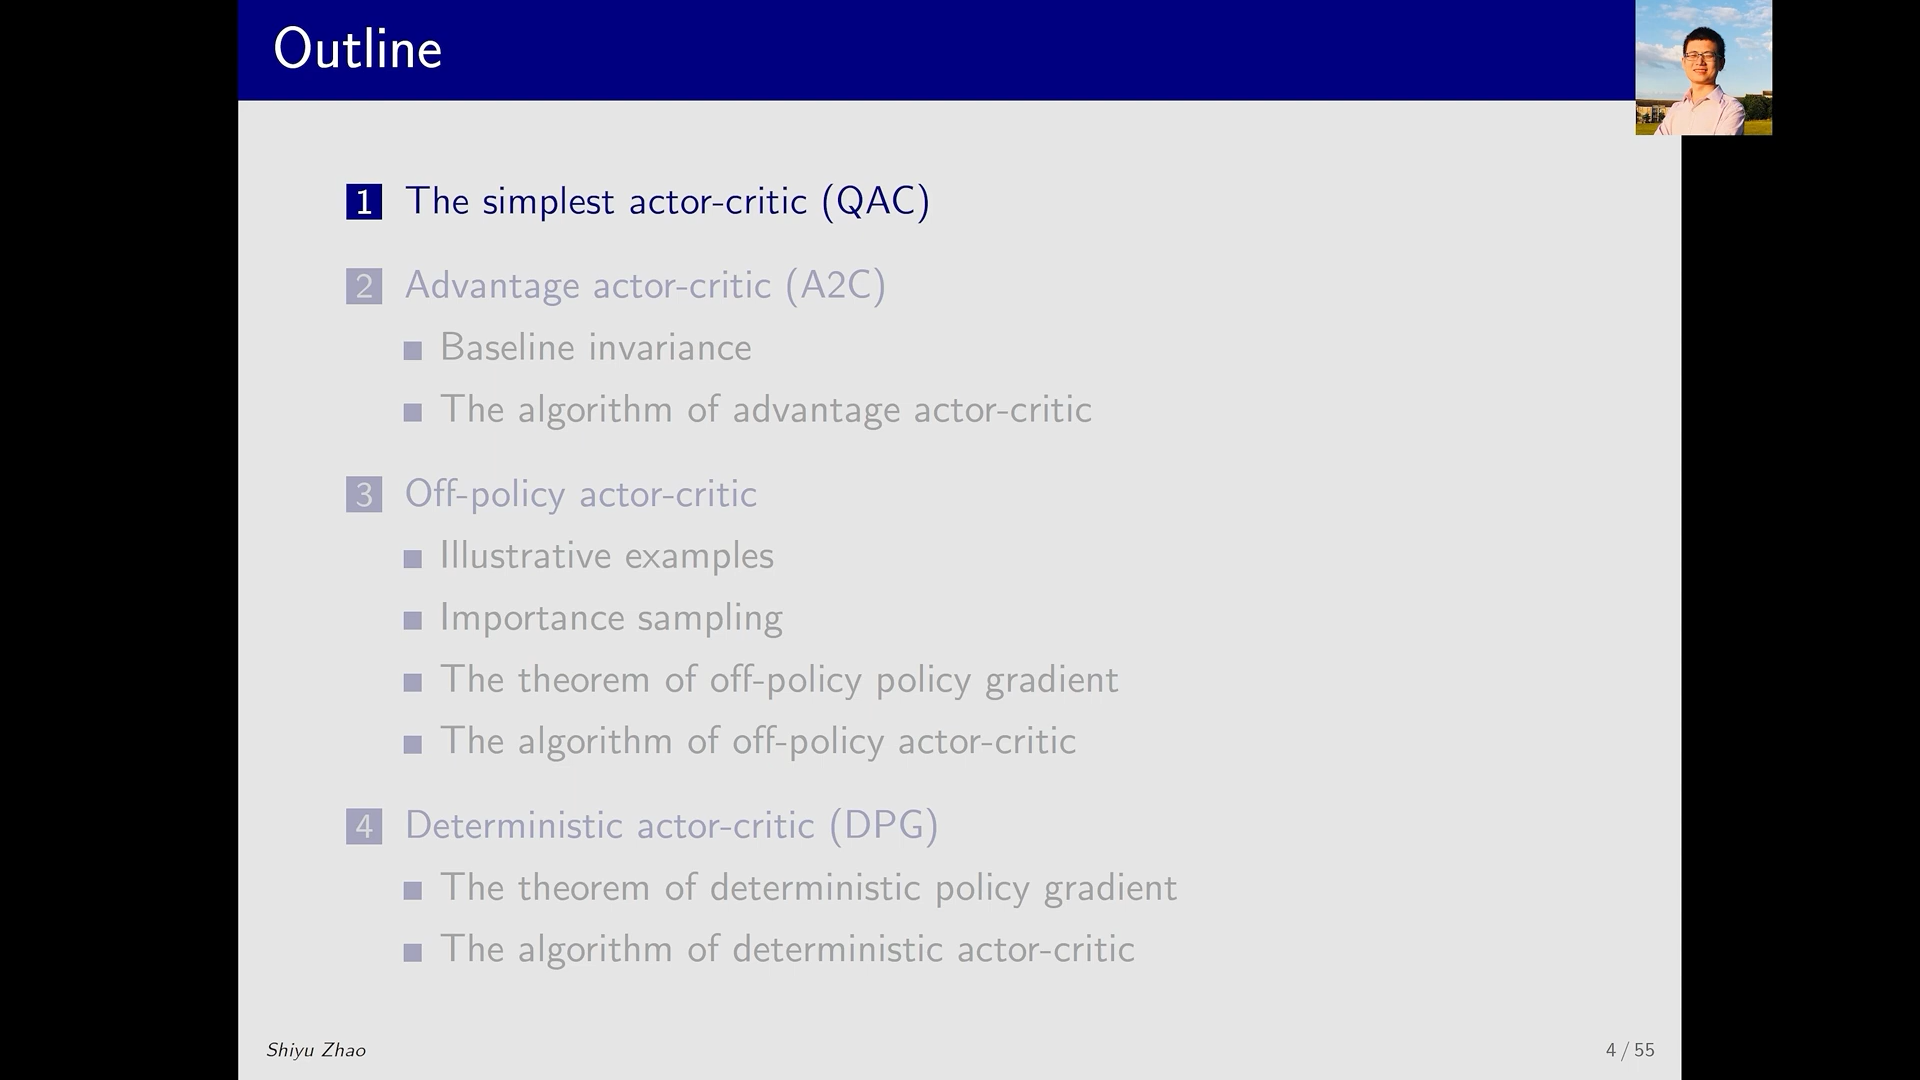 Outline
1 The simplest actor-critic (QAC)
2 Advantage actor-critic (A2C)
Baseline invariance
The algorithm of advantage actor-critic
3 Off-policy actor-critic
Illustrative examples
Importance sampling
The theorem of off-policy policy gradient
The algorithm of off-policy actor-critic
4 Deterministic actor-critic (DPG)
The theorem of deterministic policy gradient
The algorithm of deterministic actor-critic
Shiyu Zhao
4 / 55